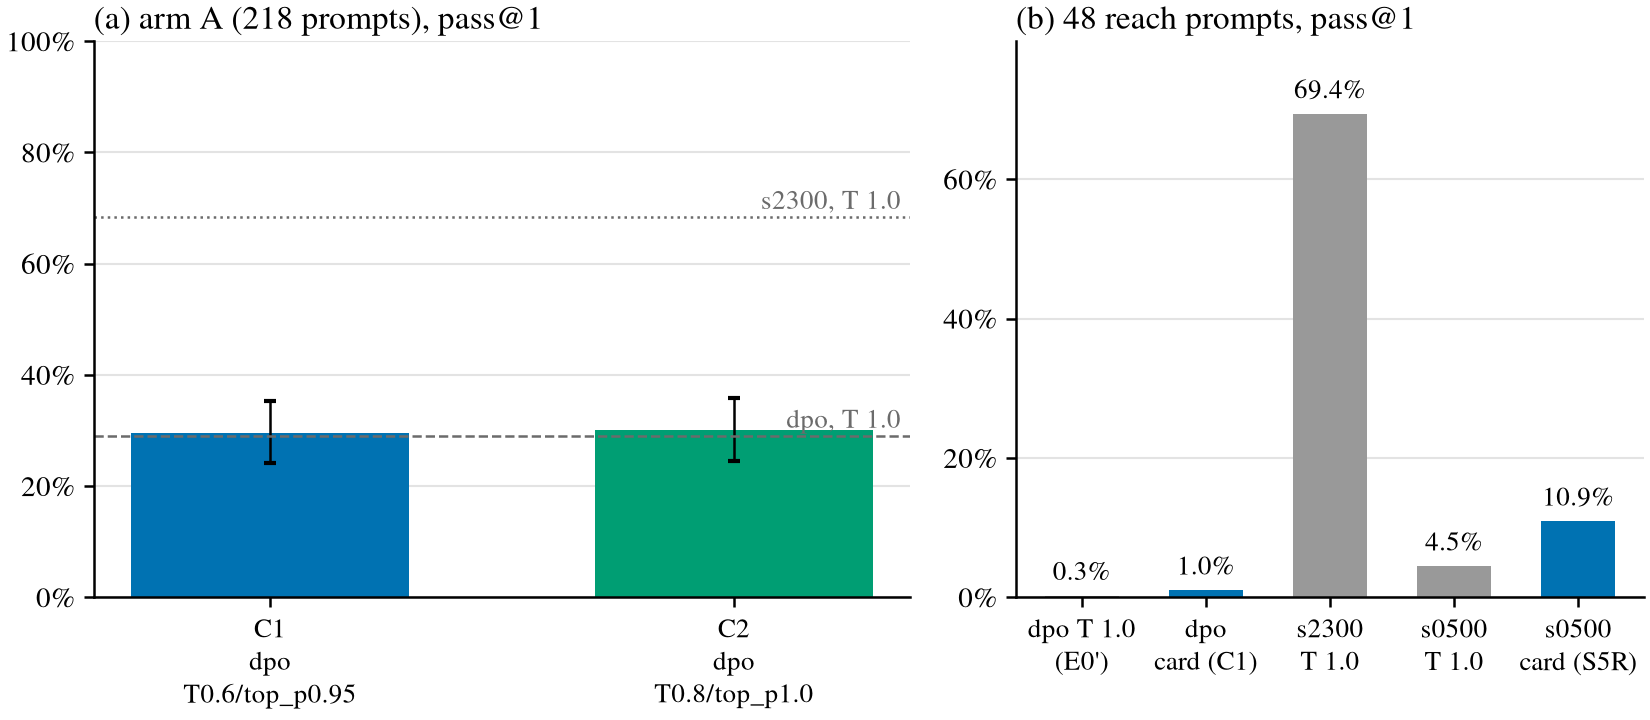 (a) arm A (218 prompts), pass@1
100%
80%
60%
40%
20%
0%
s2300, T 1.0
dpo, T 1.0
C1
dpo
T0.6/top_p0.95
C2
dpo
T0.8/top_p1.0
(b) 48 reach prompts, pass@1
60%
40%
20%
0%
0.3%
1.0%
69.4%
4.5%
10.9%
dpo T 1.0
(E0')
dpo
card (C1)
s2300
T 1.0
s0500
T 1.0
s0500
card (S5R)